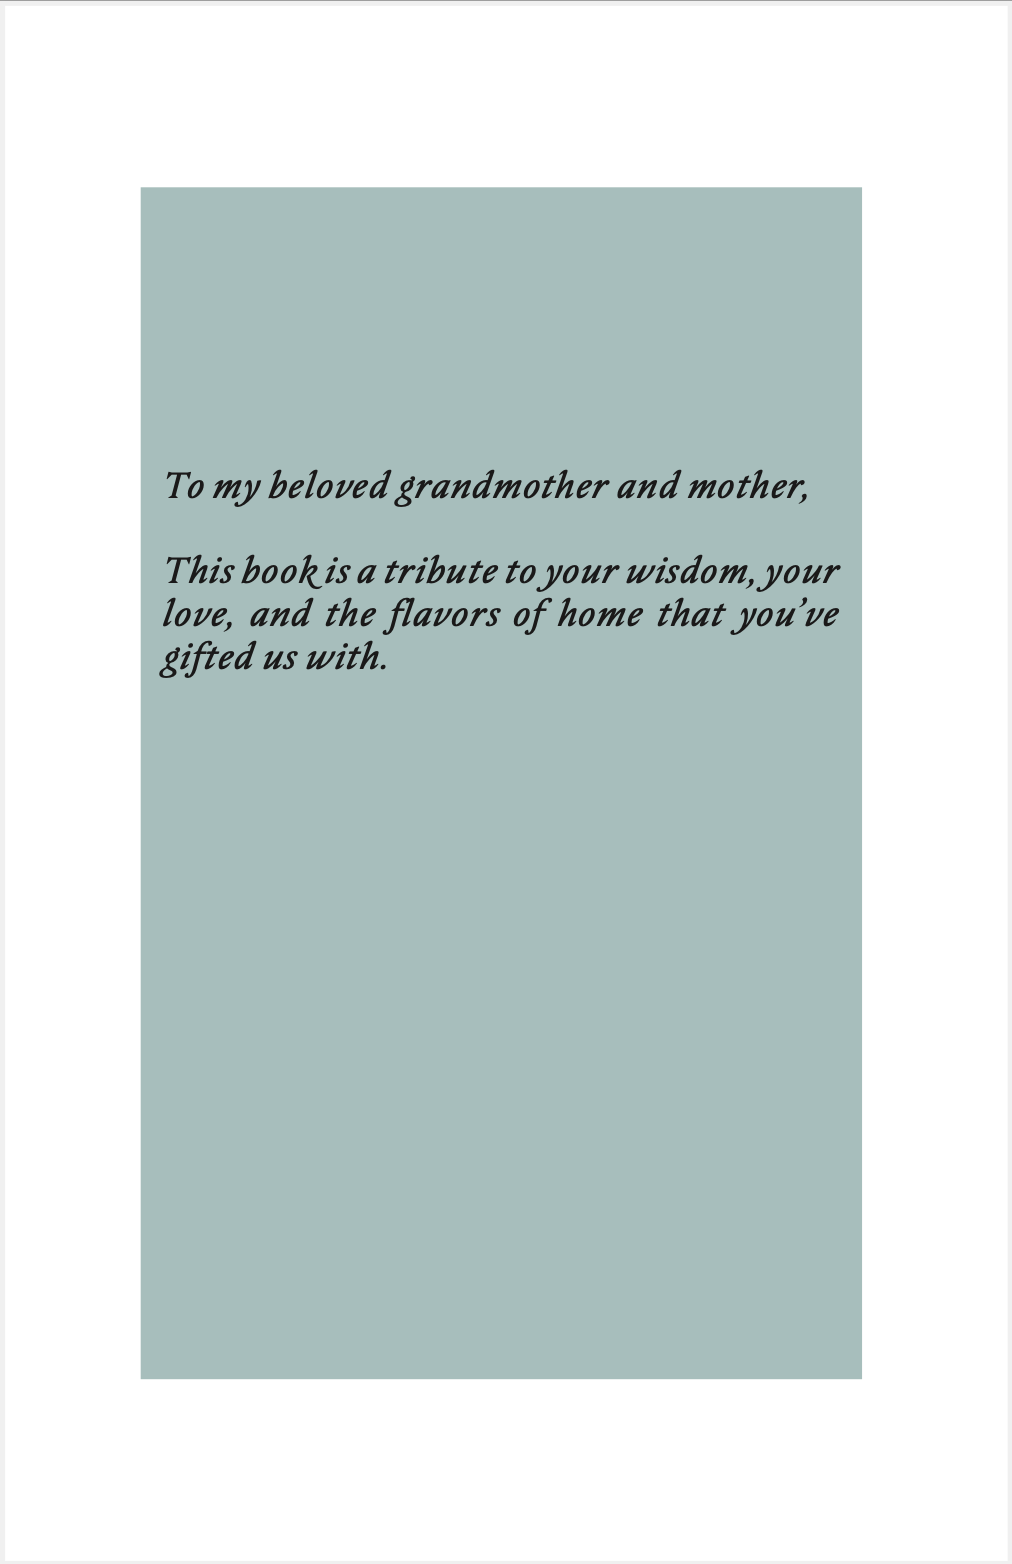 To my beloved grandmother and mother,
This book is a tribute to your wisdom, your
love, and the flavors of home that you’ve
gifted us with.